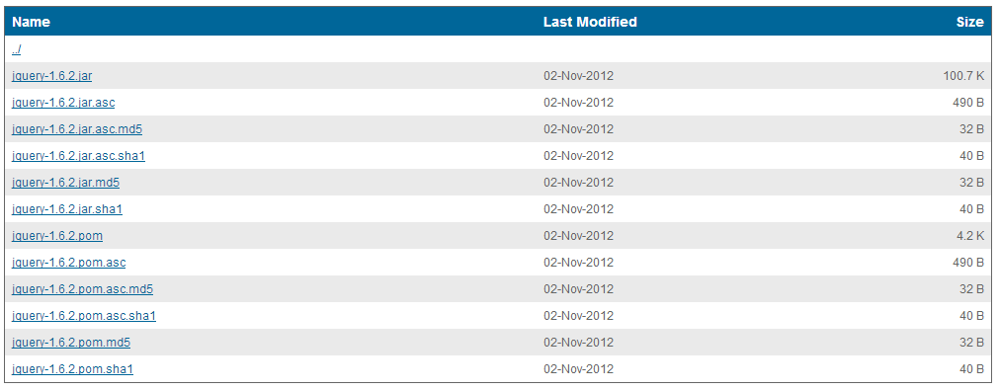 Name Last Modified Size
../
jquery-1.6.2.jar 02-Nov-2012 100.7 K
jquery-1.6.2.jar.asc 02-Nov-2012 490 B
jquery-1.6.2.jar.asc.md5 02-Nov-2012 32 B
jquery-1.6.2.jar.asc.sha1 02-Nov-2012 40 B
jquery-1.6.2.jar.md5 02-Nov-2012 32 B
jquery-1.6.2.jar.sha1 02-Nov-2012 40 B
jquery-1.6.2.pom 02-Nov-2012 4.2 K
jquery-1.6.2.pom.asc 02-Nov-2012 490 B
jquery-1.6.2.pom.asc.md5 02-Nov-2012 32 B
jquery-1.6.2.pom.asc.sha1 02-Nov-2012 40 B
jquery-1.6.2.pom.md5 02-Nov-2012 32 B
jquery-1.6.2.pom.sha1 02-Nov-2012 40 B